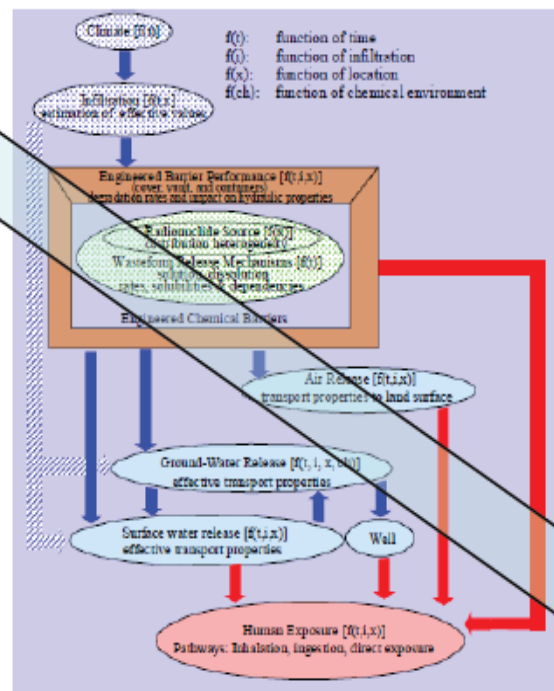 Climate [f(t)]
f(t): function of time
f(i): function of infiltration
f(x): function of location
f(ch): function of chemical environment
Infiltration [f(t,x)]
estimation of effective values
Engineered Barrier Performance [f(t,i,x)]
(cover, vault, and containers)
degradation rates and impact on hydraulic properties
Radionuclide Source [f(x)]
distribution heterogeneity
Wasteform Release Mechanisms [f(t)]
solution, dissolution
rates, solubilities & dependencies
Engineered Chemical Barriers
Air Release [f(t,i,x)]
transport properties to land surface
Ground-Water Release [f(t, i, x, ch)]
effective transport properties
Surface water release [f(t,i,x)]
effective transport properties
Well
Human Exposure [f(t,i,x)]
Pathways: Inhalation, ingestion, direct exposure